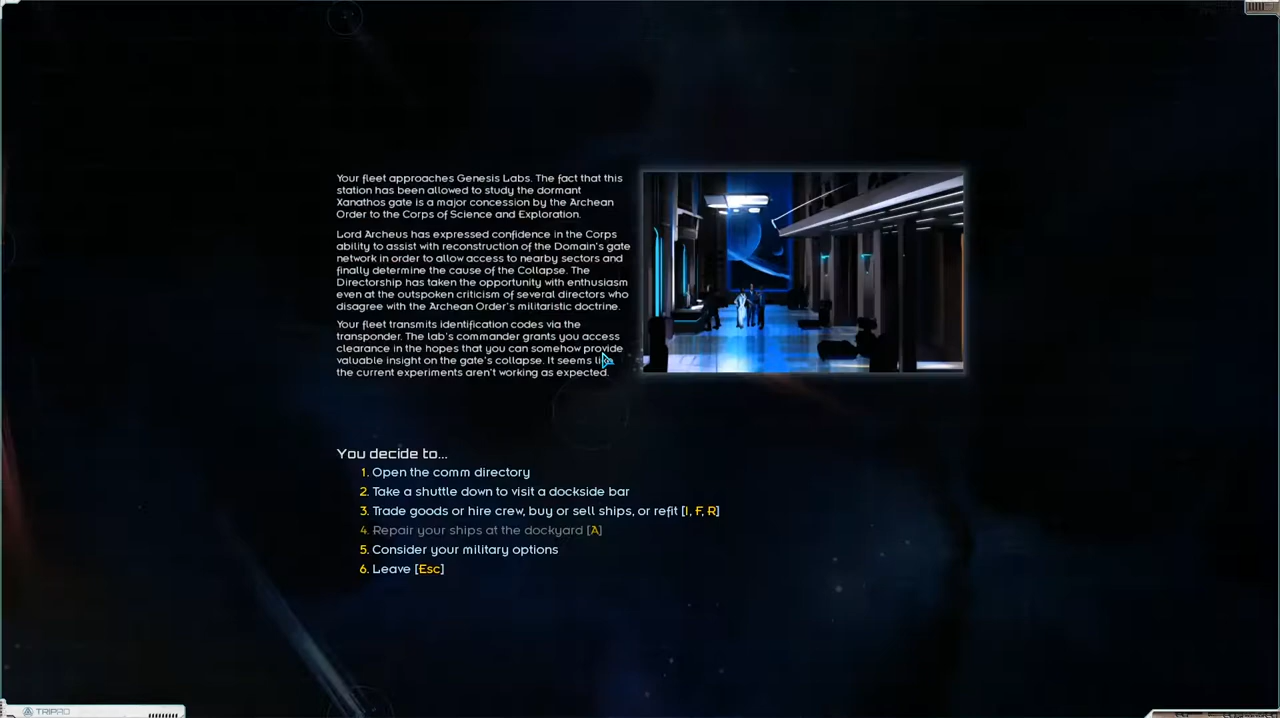 Your fleet approaches Genesis Labs. The fact that this
station has been allowed to study the dormant
Xanathos gate is a major concession by the Archean
Order to the Corps of Science and Exploration.
Lord Archeus has expressed confidence in the Corps
ability to assist with reconstruction of the Domain's gate
network in order to allow access to nearby sectors and
finally determine the cause of the Collapse. The
Directorship has taken the opportunity with enthusiasm
even at the outspoken criticism of several directors who
disagree with the Archean Order's militaristic doctrine.
Your fleet transmits identification codes via the
transponder. The lab's commander grants you access
clearance in the hopes that you can somehow provide
valuable insight on the gate's collapse. It seems like
the current experiments aren't working as expected.
You decide to...
1. Open the comm directory
2. Take a shuttle down to visit a dockside bar
3. Trade goods or hire crew, buy or sell ships, or refit [I, F, R]
4. Repair your ships at the dockyard [A]
5. Consider your military options
6. Leave [Esc]
TRIPAD